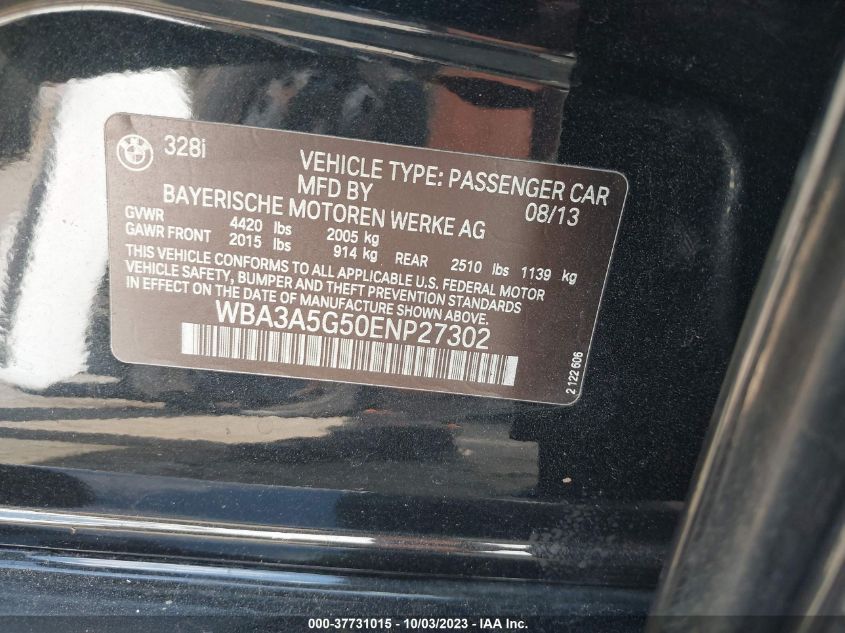 328i
VEHICLE TYPE: PASSENGER CAR
MFD BY
08/13
BAYERISCHE MOTOREN WERKE AG
GVWR 4420 lbs 2005 kg
GAWR FRONT 2015 lbs 914 kg REAR 2510 lbs 1139 kg
THIS VEHICLE CONFORMS TO ALL APPLICABLE U.S. FEDERAL MOTOR
VEHICLE SAFETY, BUMPER AND THEFT PREVENTION STANDARDS
IN EFFECT ON THE DATE OF MANUFACTURE SHOWN ABOVE.
WBA3A5G50ENP27302
2 122 606
000-37731015 - 10/03/2023 - IAA Inc.